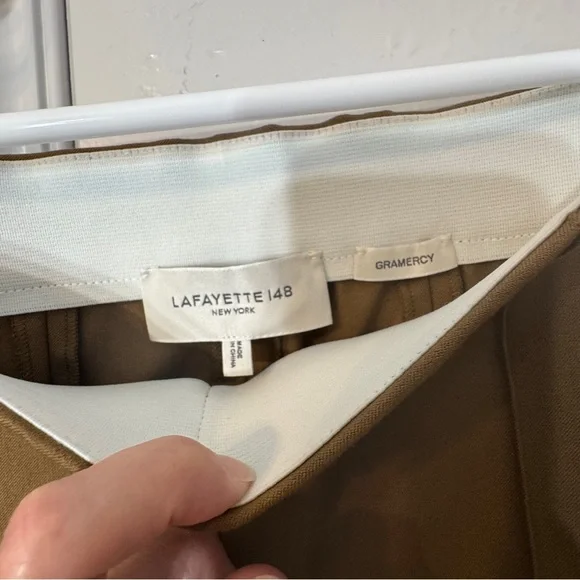 LAFAYETTE 148
NEW YORK
GRAMERCY
MADE
IN CHINA